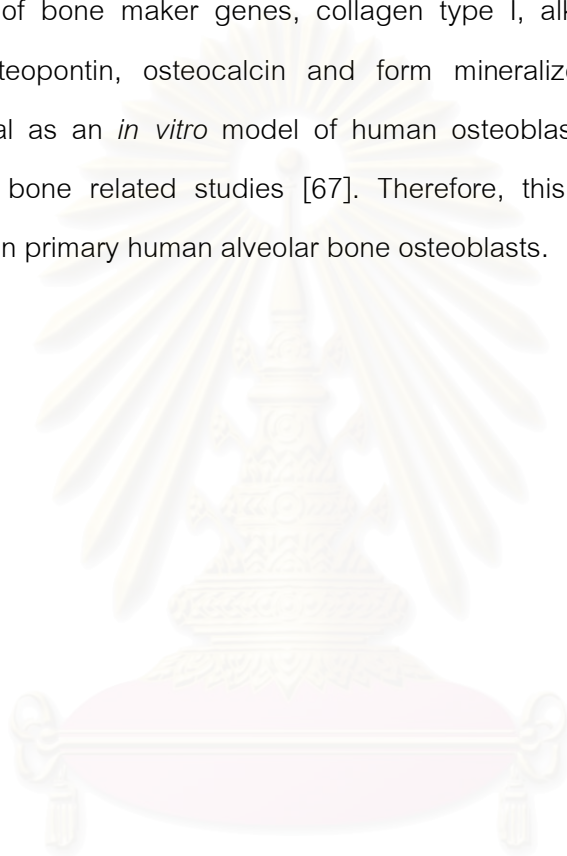 of bone maker genes, collagen type I, alk
teopontin, osteocalcin and form mineraliz
al as an in vitro model of human osteoblas
bone related studies [67]. Therefore, this
n primary human alveolar bone osteoblasts.